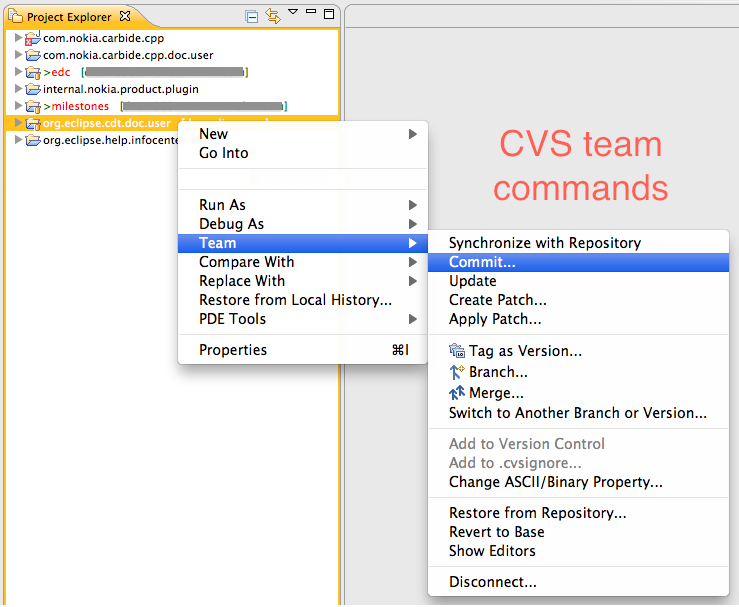 Project Explorer
com.nokia.carbide.cpp
com.nokia.carbide.cpp.doc.user
>edc [ ]
internal.nokia.product.plugin
>milestones [ ]
org.eclipse.cdt.doc.user
org.eclipse.help.infocente
New
Go Into
Run As
Debug As
Team
Compare With
Replace With
Restore from Local History...
PDE Tools
Properties ⌘I
CVS team
commands
Synchronize with Repository
Commit...
Update
Create Patch...
Apply Patch...
Tag as Version...
Branch...
Merge...
Switch to Another Branch or Version...
Add to Version Control
Add to .cvsignore...
Change ASCII/Binary Property...
Restore from Repository...
Revert to Base
Show Editors
Disconnect...